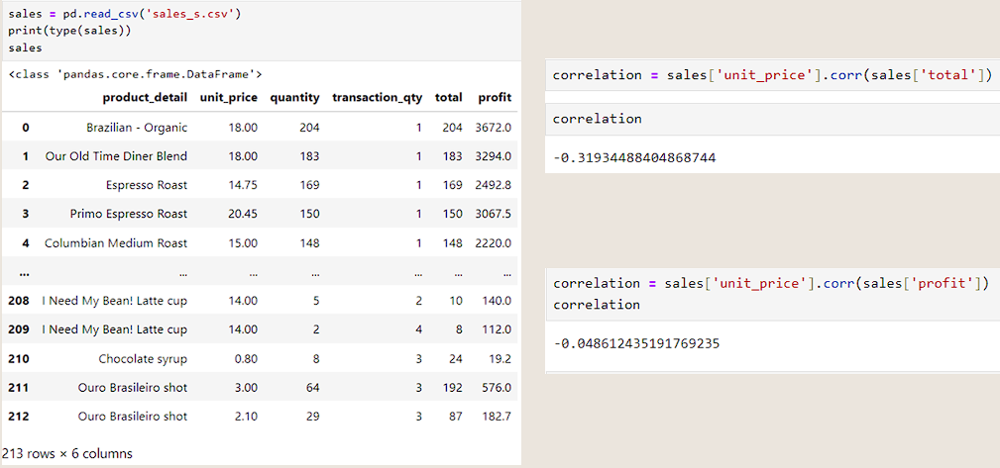 sales = pd.read_csv('sales_s.csv')
print(type(sales))
sales
<class 'pandas.core.frame.DataFrame'>
product_detail unit_price quantity transaction_qty total profit
0 Brazilian - Organic 18.00 204 1 204 3672.0
1 Our Old Time Diner Blend 18.00 183 1 183 3294.0
2 Espresso Roast 14.75 169 1 169 2492.8
3 Primo Espresso Roast 20.45 150 1 150 3067.5
4 Columbian Medium Roast 15.00 148 1 148 2220.0
... ... ... ... ... ... ...
208 I Need My Bean! Latte cup 14.00 5 2 10 140.0
209 I Need My Bean! Latte cup 14.00 2 4 8 112.0
210 Chocolate syrup 0.80 8 3 24 19.2
211 Ouro Brasileiro shot 3.00 64 3 192 576.0
212 Ouro Brasileiro shot 2.10 29 3 87 182.7
213 rows × 6 columns
correlation = sales['unit_price'].corr(sales['total'])
correlation
-0.31934488404868744
correlation = sales['unit_price'].corr(sales['profit'])
correlation
-0.048612435191769235